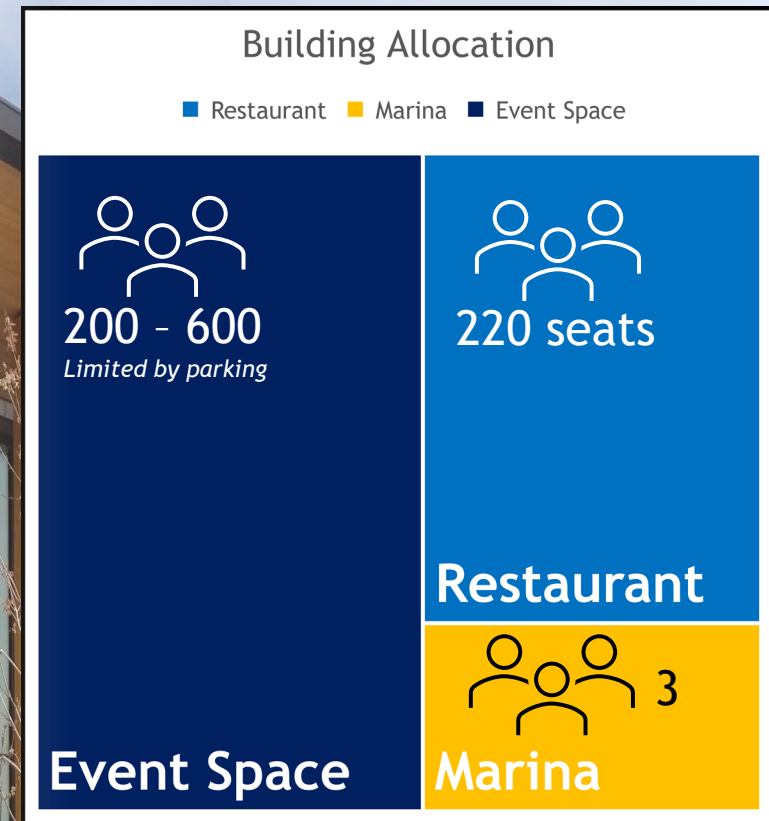 Building Allocation
Restaurant Marina Event Space
200 – 600
Limited by parking
Event Space
220 seats
Restaurant
3
Marina